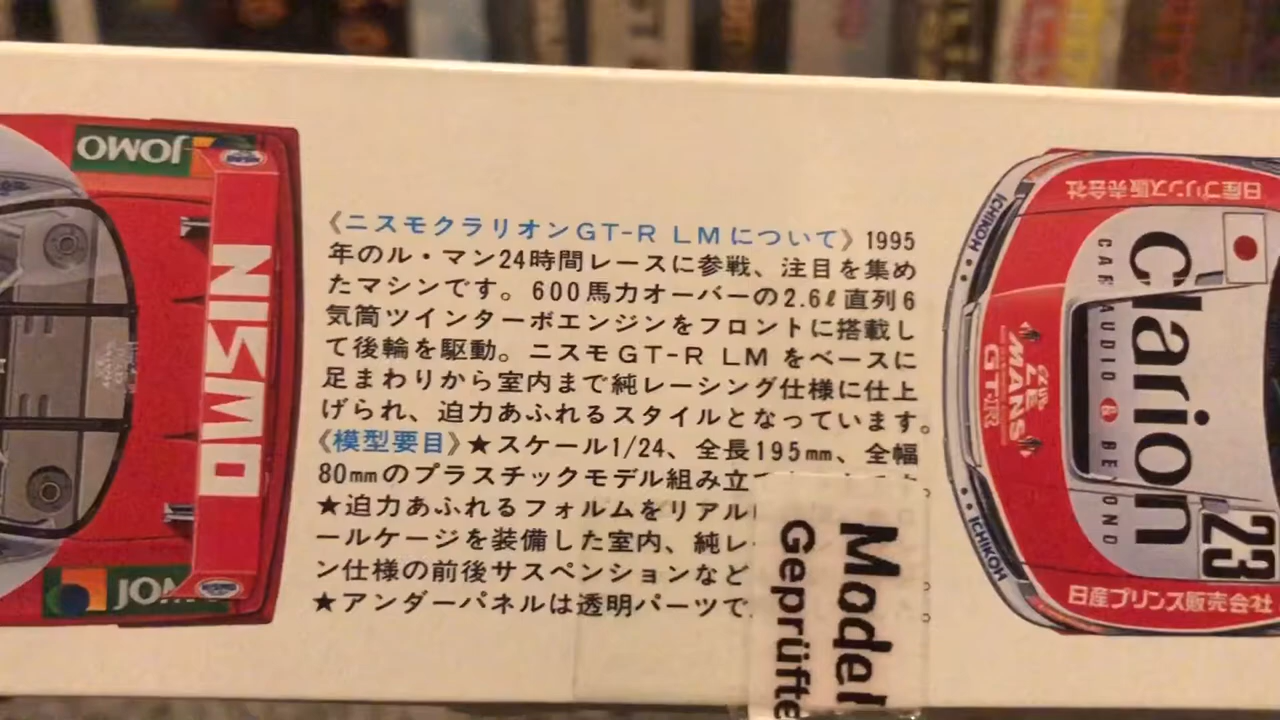 JOMO
NISMO
JOM
《ニスモクラリオンGT-R LMについて》1995
年のル・マン24時間レースに参戦、注目を集め
たマシンです。600馬力オーバーの2.6ℓ直列6
気筒ツインターボエンジンをフロントに搭載し
て後輪を駆動。ニスモGT-R LMをベースに
足まわりから室内まで純レーシング仕様に仕上
げられ、迫力あふれるスタイルとなっています。
《模型要目》★スケール1/24、全長195mm、全幅
80mmのプラスチックモデル組み立
★迫力あふれるフォルムをリアル
ールケージを装備した室内、純レ
ン仕様の前後サスペンションなど
★アンダーパネルは透明パーツで
Model
Geprüfte
日産プリンス販売会社
ICHIKOH
Clarion
CAR AUDIO & BEYOND
LE MANS
GT-R
23
ICHIKOH
日産プリンス販売会社